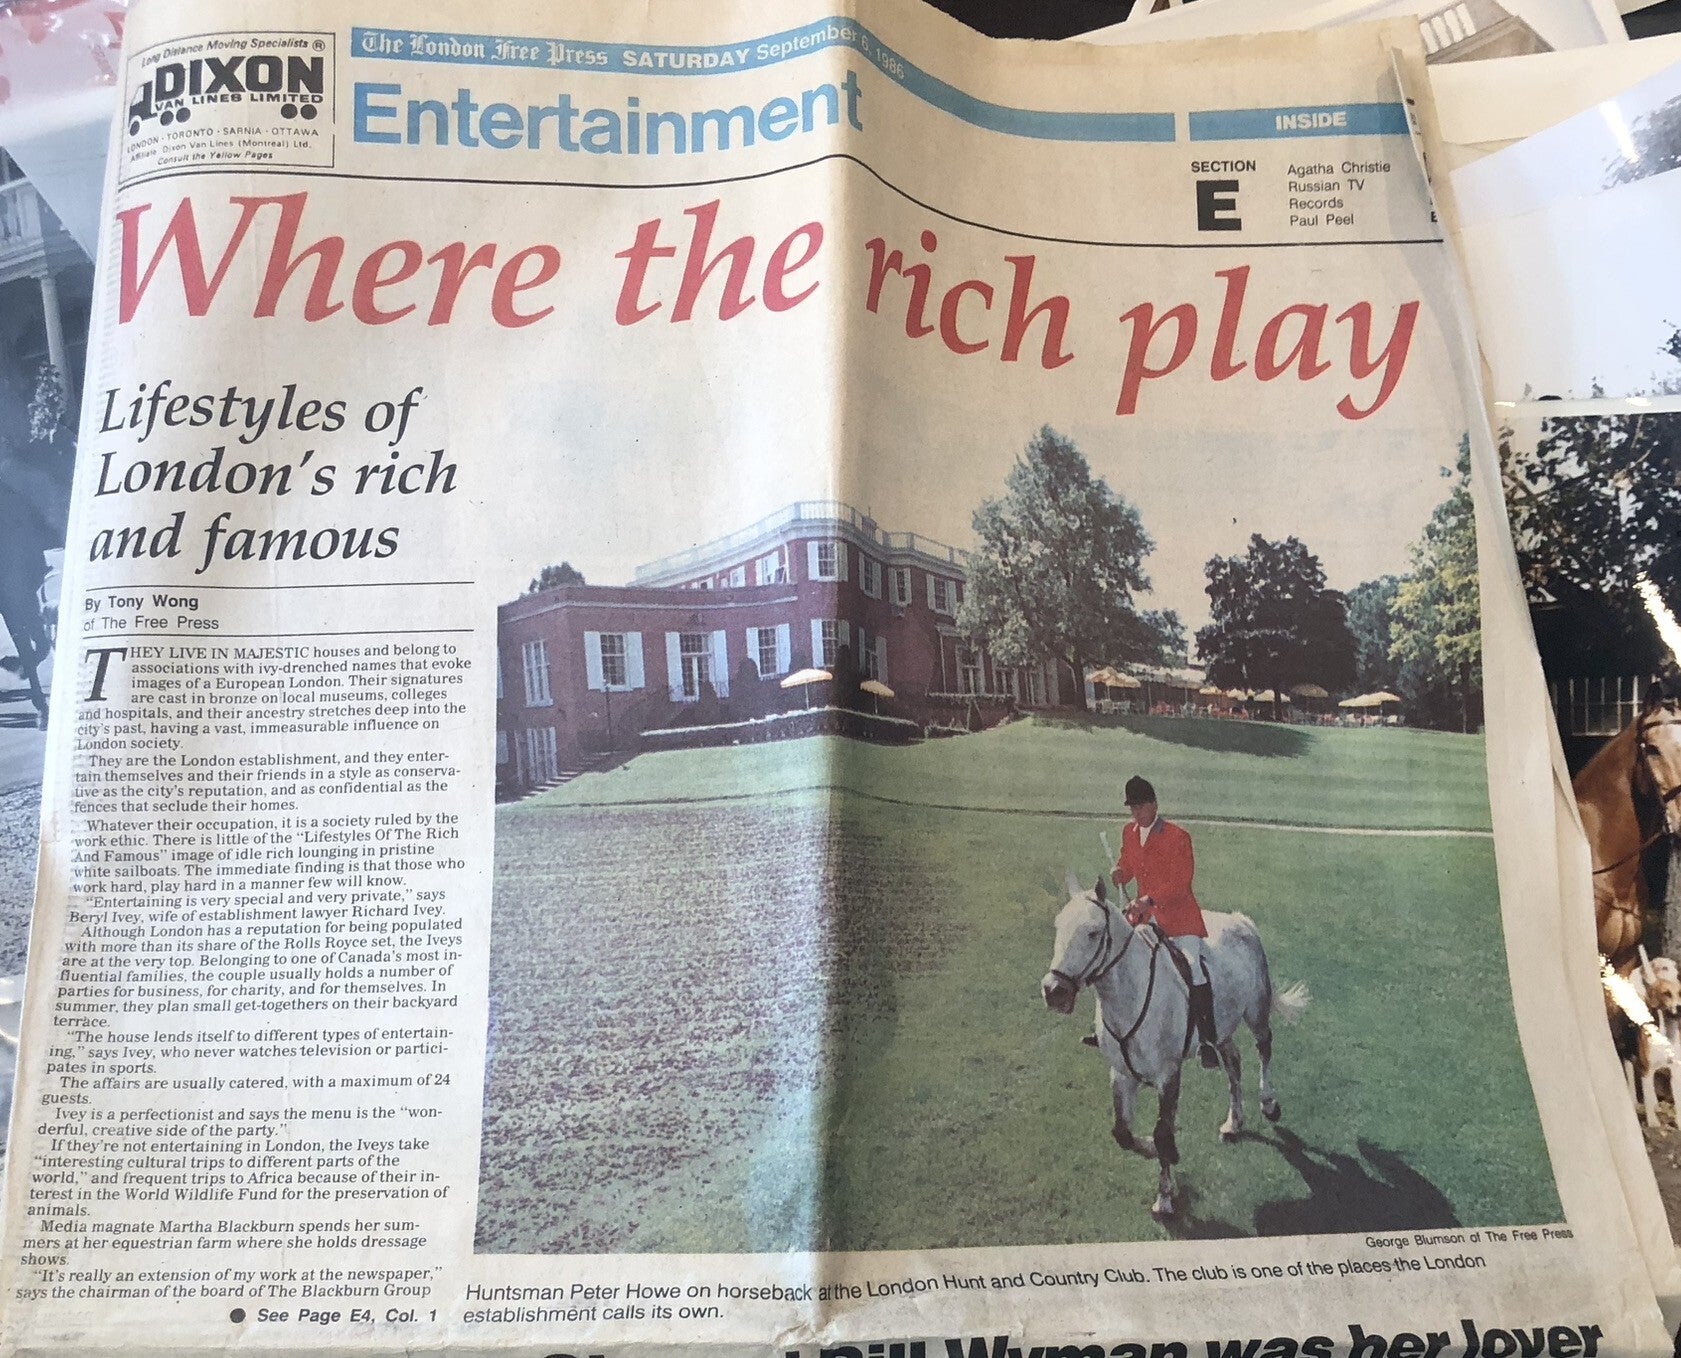 Long Distance Moving Specialists ®
DIXON
VAN LINES LIMITED
LONDON · TORONTO · SARNIA · OTTAWA
Affiliate Dixon Van Lines (Montreal) Ltd.
Consult the Yellow Pages
The London Free Press SATURDAY September 6, 1986
Entertainment
INSIDE
SECTION
E
Agatha Christie
Russian TV
Records
Paul Peel
Where the rich play
Lifestyles of
London's rich
and famous
By Tony Wong
of The Free Press
THEY LIVE IN MAJESTIC houses and belong to
associations with ivy-drenched names that evoke
images of a European London. Their signatures
are cast in bronze on local museums, colleges
and hospitals, and their ancestry stretches deep into the
city's past, having a vast, immeasurable influence on
London society.
They are the London establishment, and they enter-
tain themselves and their friends in a style as conserva-
tive as the city's reputation, and as confidential as the
fences that seclude their homes.
Whatever their occupation, it is a society ruled by the
work ethic. There is little of the "Lifestyles Of The Rich
And Famous" image of idle rich lounging in pristine
white sailboats. The immediate finding is that those who
work hard, play hard in a manner few will know.
"Entertaining is very special and very private," says
Beryl Ivey, wife of establishment lawyer Richard Ivey.
Although London has a reputation for being populated
with more than its share of the Rolls Royce set, the Iveys
are at the very top. Belonging to one of Canada's most in-
fluential families, the couple usually holds a number of
parties for business, for charity, and for themselves. In
summer, they plan small get-togethers on their backyard
terrace.
"The house lends itself to different types of entertain-
ing," says Ivey, who never watches television or partici-
pates in sports.
The affairs are usually catered, with a maximum of 24
guests.
Ivey is a perfectionist and says the menu is the "won-
derful, creative side of the party."
If they're not entertaining in London, the Iveys take
"interesting cultural trips to different parts of the
world," and frequent trips to Africa because of their in-
terest in the World Wildlife Fund for the preservation of
animals.
Media magnate Martha Blackburn spends her sum-
mers at her equestrian farm where she holds dressage
shows.
"It's really an extension of my work at the newspaper,"
says the chairman of the board of The Blackburn Group
● See Page E4, Col. 1
George Blumson of The Free Press
Huntsman Peter Howe on horseback at the London Hunt and Country Club. The club is one of the places the London
establishment calls its own.
Bill Wyman was her lover